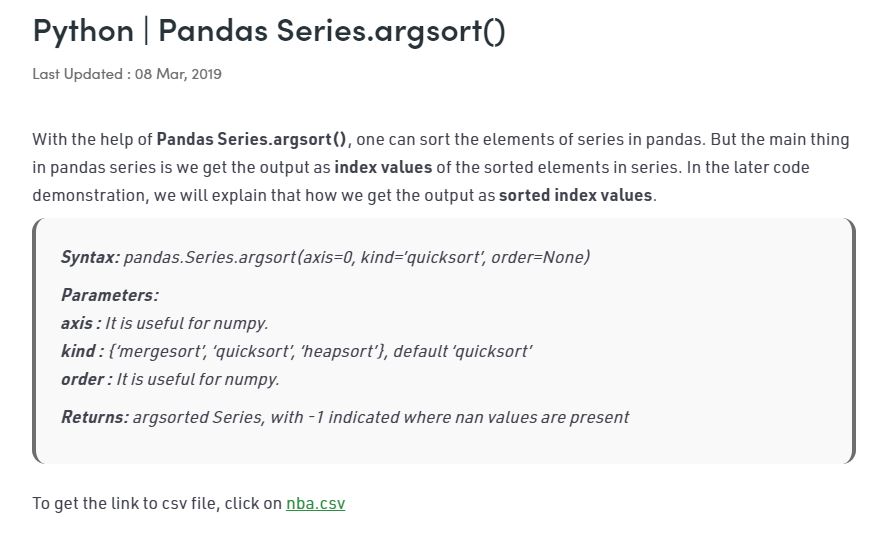 Python | Pandas Series.argsort()
Last Updated : 08 Mar, 2019
With the help of Pandas Series.argsort(), one can sort the elements of series in pandas. But the main thing
in pandas series is we get the output as index values of the sorted elements in series. In the later code
demonstration, we will explain that how we get the output as sorted index values.
Syntax: pandas.Series.argsort(axis=0, kind=‘quicksort’, order=None)
Parameters:
axis : It is useful for numpy.
kind : {‘mergesort’, ‘quicksort’, ‘heapsort’}, default ‘quicksort’
order : It is useful for numpy.
Returns: argsorted Series, with -1 indicated where nan values are present
To get the link to csv file, click on nba.csv